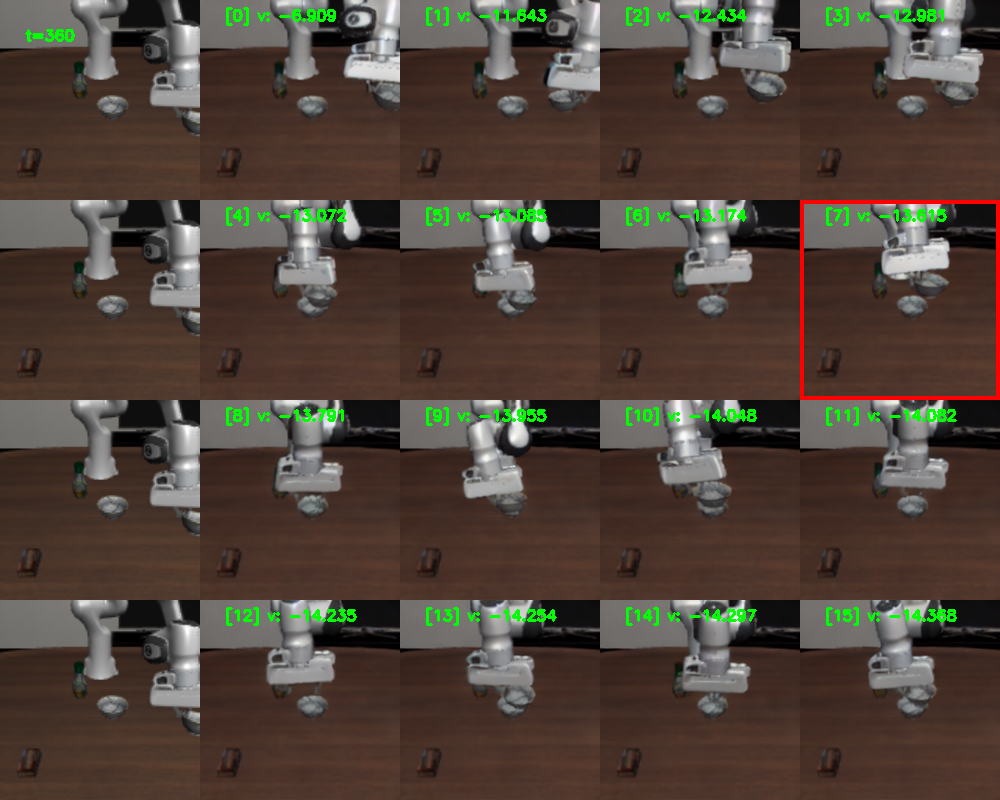 t=360
[0] v: -6.909
[1] v: -11.643
[2] v: -12.434
[3] v: -12.981
[4] v: -13.072
[5] v: -13.085
[6] v: -13.174
[7] v: -13.615
[8] v: -13.791
[9] v: -13.955
[10] v: -14.048
[11] v: -14.082
[12] v: -14.235
[13] v: -14.254
[14] v: -14.297
[15] v: -14.368